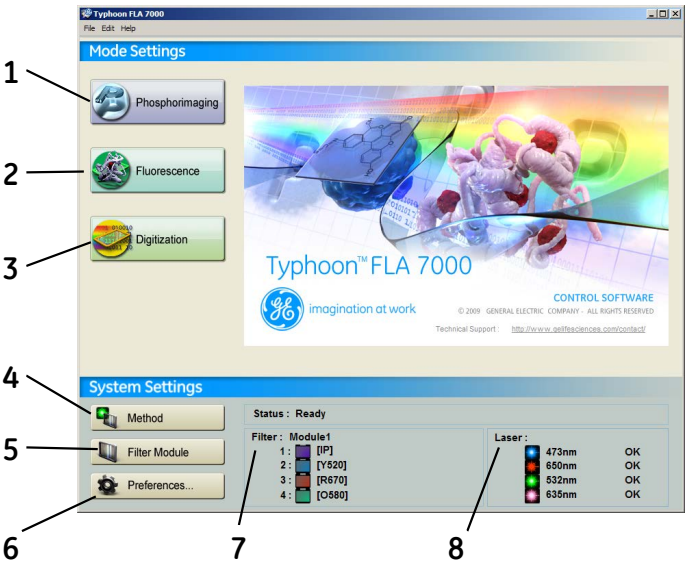 Typhoon FLA 7000
File Edit Help
Mode Settings
1
Phosphorimaging
2
Fluorescence
3
Digitization
Typhoon™ FLA 7000
imagination at work
CONTROL SOFTWARE
© 2009 GENERAL ELECTRIC COMPANY - ALL RIGHTS RESERVED
Technical Support : http://www.gelifesciences.com/contact/
System Settings
4
Method
Status : Ready
5
Filter Module
Filter : Module1
1 : [IP]
2 : [Y520]
3 : [R670]
4 : [O580]
Laser :
473nm OK
650nm OK
532nm OK
635nm OK
Preferences...
6
7
8